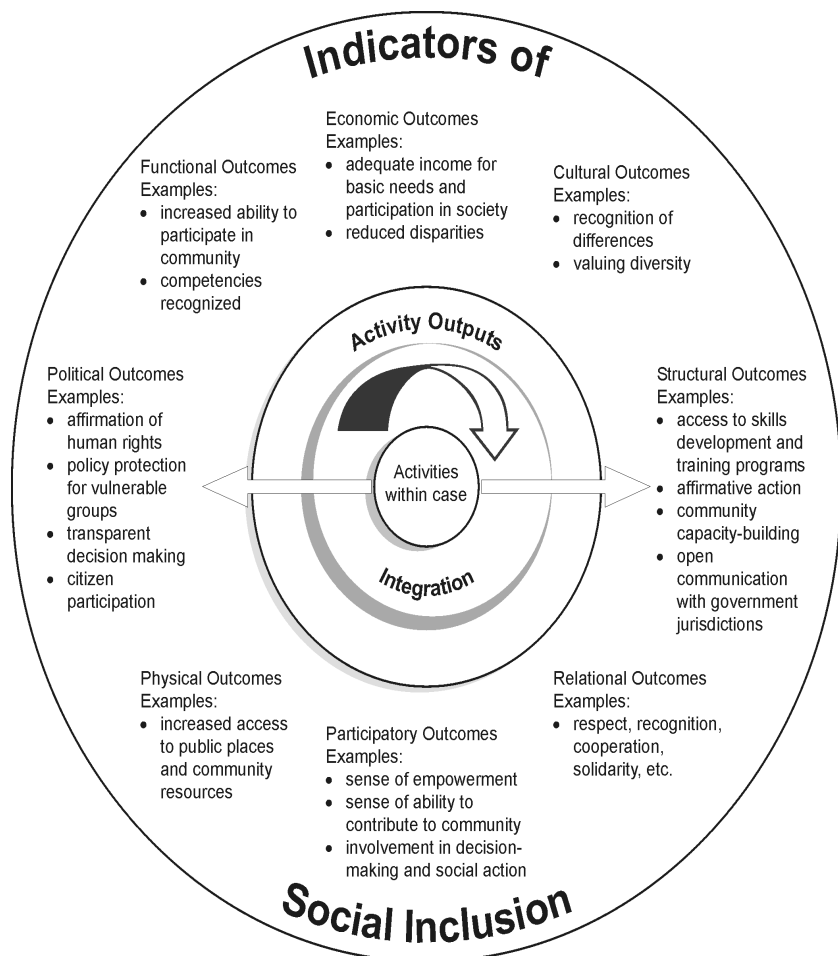 Indicators of
Economic Outcomes
Examples:
• adequate income for
basic needs and
participation in society
• reduced disparities
Functional Outcomes
Examples:
• increased ability to
participate in
community
• competencies
recognized
Cultural Outcomes
Examples:
• recognition of
differences
• valuing diversity
Activity Outputs
Political Outcomes
Examples:
• affirmation of
human rights
• policy protection
for vulnerable
groups
• transparent
decision making
• citizen
participation
Activities
within case
Integration
Structural Outcomes
Examples:
• access to skills
development and
training programs
• affirmative action
• community
capacity-building
• open
communication
with government
jurisdictions
Physical Outcomes
Examples:
• increased access
to public places
and community
resources
Participatory Outcomes
Examples:
• sense of empowerment
• sense of ability to
contribute to community
• involvement in decision-
making and social action
Relational Outcomes
Examples:
• respect, recognition,
cooperation,
solidarity, etc.
Social Inclusion